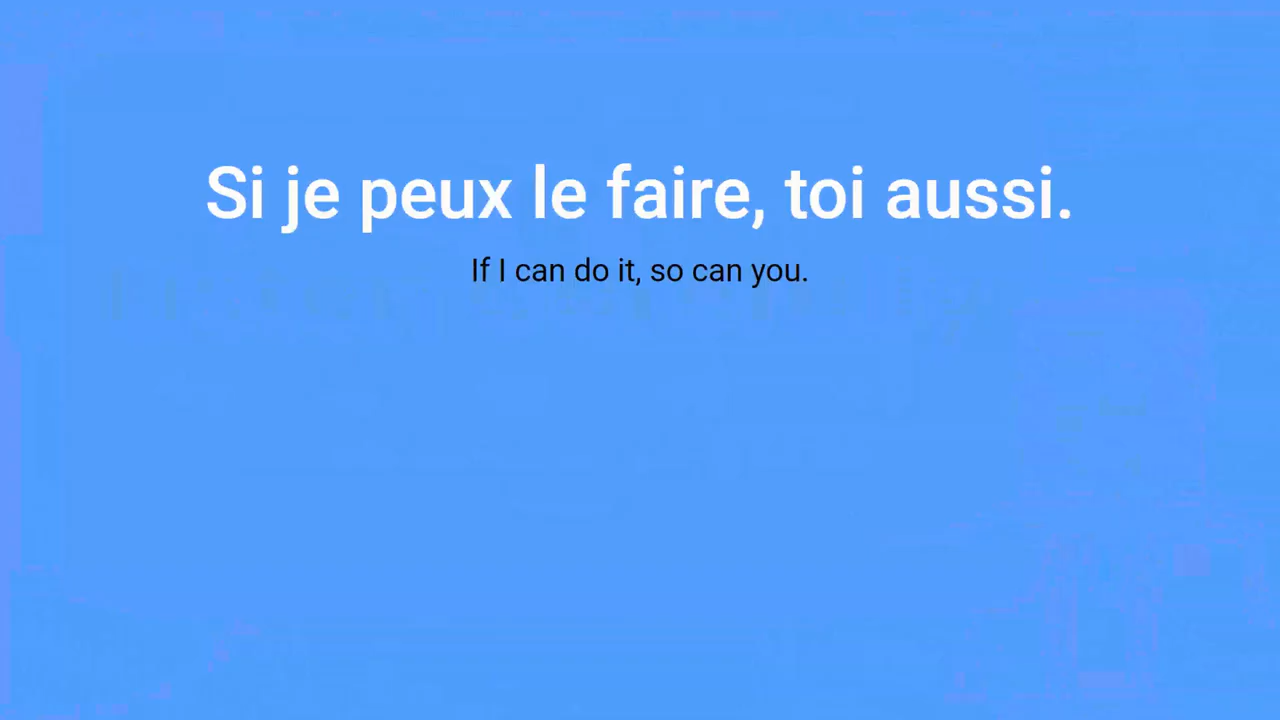 Si je peux le faire, toi aussi.
If I can do it, so can you.